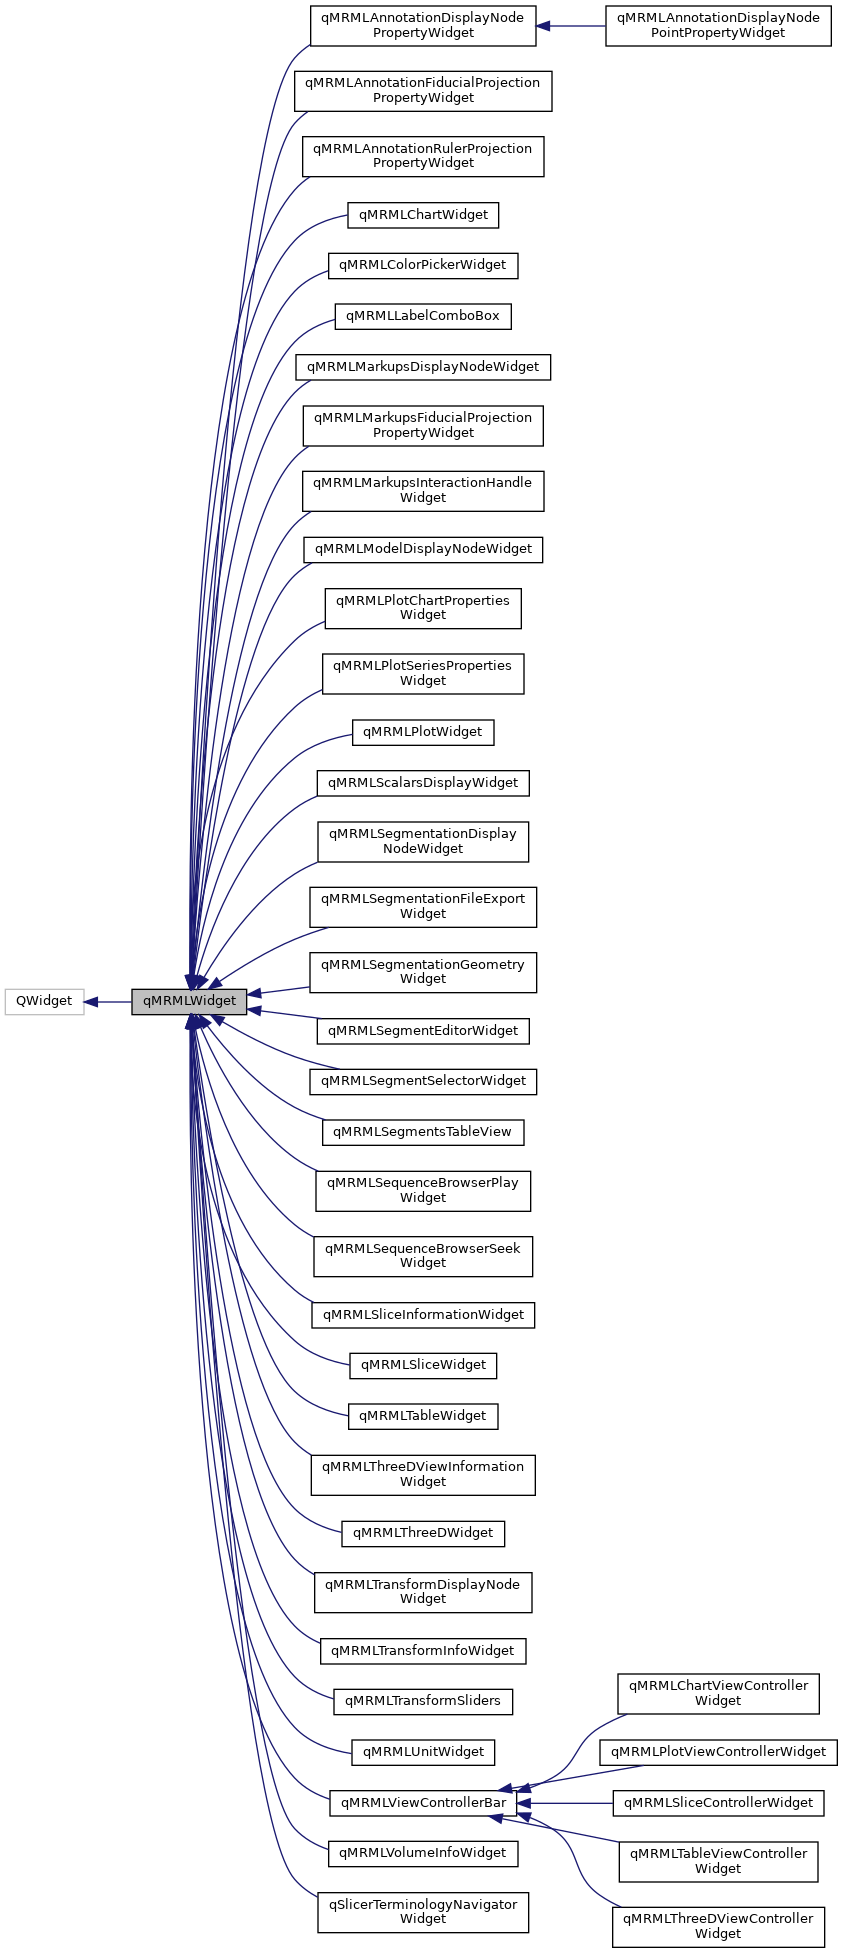 qMRMLAnnotationDisplayNode
PropertyWidget
qMRMLAnnotationDisplayNode
PointPropertyWidget
qMRMLAnnotationFiducialProjection
PropertyWidget
qMRMLAnnotationRulerProjection
PropertyWidget
qMRMLChartWidget
qMRMLColorPickerWidget
qMRMLLabelComboBox
qMRMLMarkupsDisplayNodeWidget
qMRMLMarkupsFiducialProjection
PropertyWidget
qMRMLMarkupsInteractionHandle
Widget
qMRMLModelDisplayNodeWidget
qMRMLPlotChartProperties
Widget
qMRMLPlotSeriesProperties
Widget
qMRMLPlotWidget
qMRMLScalarsDisplayWidget
qMRMLSegmentationDisplay
NodeWidget
qMRMLSegmentationFileExport
Widget
qMRMLSegmentationGeometry
Widget
QWidget
qMRMLWidget
qMRMLSegmentEditorWidget
qMRMLSegmentSelectorWidget
qMRMLSegmentsTableView
qMRMLSequenceBrowserPlay
Widget
qMRMLSequenceBrowserSeek
Widget
qMRMLSliceInformationWidget
qMRMLSliceWidget
qMRMLTableWidget
qMRMLThreeDViewInformation
Widget
qMRMLThreeDWidget
qMRMLTransformDisplayNode
Widget
qMRMLTransformInfoWidget
qMRMLTransformSliders
qMRMLUnitWidget
qMRMLViewControllerBar
qMRMLVolumeInfoWidget
qSlicerTerminologyNavigator
Widget
qMRMLChartViewController
Widget
qMRMLPlotViewControllerWidget
qMRMLSliceControllerWidget
qMRMLTableViewController
Widget
qMRMLThreeDViewController
Widget